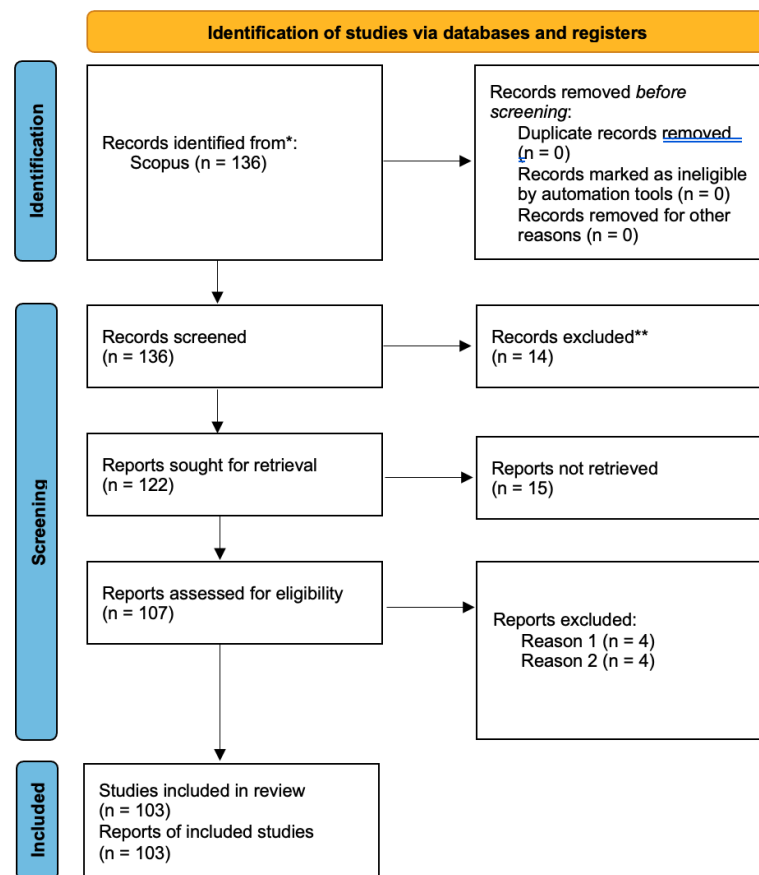 Identification of studies via databases and registers
Identification
Records identified from*:
Scopus (n = 136)
Records removed before
screening:
Duplicate records removed
(n = 0)
Records marked as ineligible
by automation tools (n = 0)
Records removed for other
reasons (n = 0)
Screening
Records screened
(n = 136)
Records excluded**
(n = 14)
Reports sought for retrieval
(n = 122)
Reports not retrieved
(n = 15)
Reports assessed for eligibility
(n = 107)
Reports excluded:
Reason 1 (n = 4)
Reason 2 (n = 4)
Included
Studies included in review
(n = 103)
Reports of included studies
(n = 103)